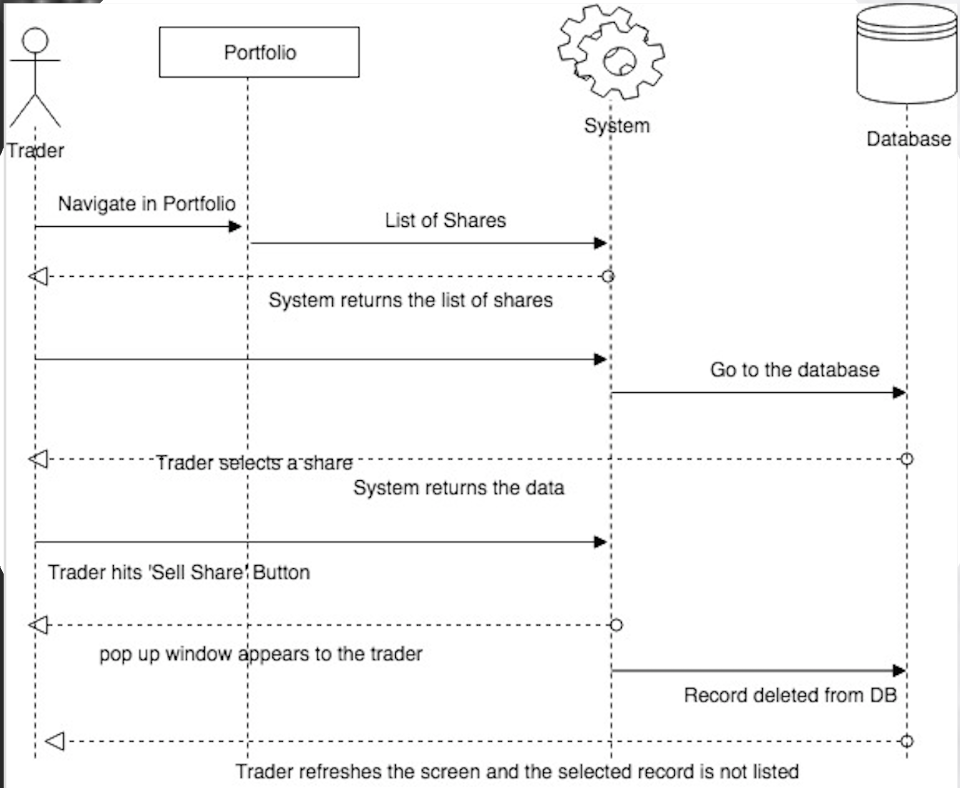 Portfolio
System
Database
Trader
Navigate in Portfolio
List of Shares
System returns the list of shares
Go to the database
Trader selects a share
System returns the data
Trader hits 'Sell Share' Button
pop up window appears to the trader
Record deleted from DB
Trader refreshes the screen and the selected record is not listed